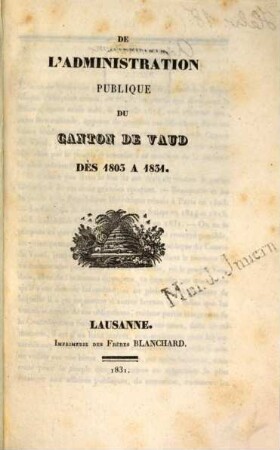 DE
L'ADMINISTRATION
PUBLIQUE
DU
CANTON DE VAUD
DÈS 1803 A 1831.
LAUSANNE.
IMPRIMERIE DES FRÈRES BLANCHARD.
1831.